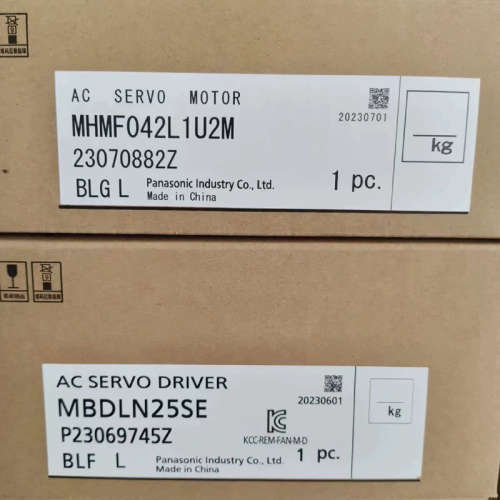 AC SERVO MOTOR
20230701
MHMF042L1U2M
kg
23070882Z
BLG L Panasonic Industry Co., Ltd. 1 pc.
Made in China
AC SERVO DRIVER
20230601
MBDLN25SE
kg
P23069745Z
KCC-REM-FAN-M-D
BLF L Panasonic Industry Co., Ltd. 1 pc.
Made in China